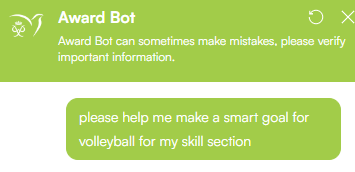 Award Bot
Award Bot can sometimes make mistakes, please verify
important information.
please help me make a smart goal for
volleyball for my skill section